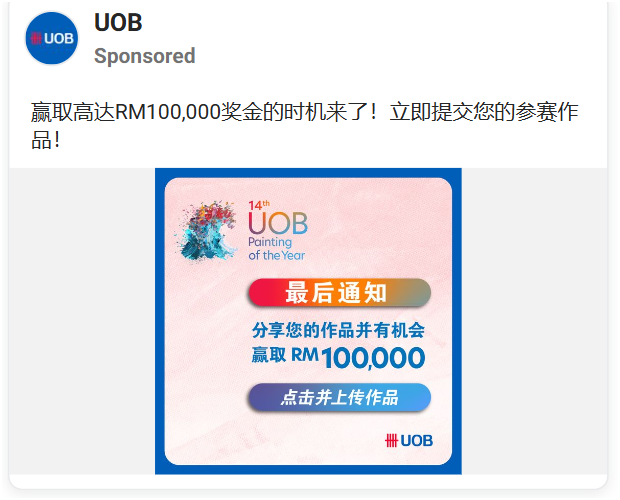 UOB
UOB
Sponsored
赢取高达RM100,000奖金的时机来了！立即提交您的参赛作
品！
14th
UOB
Painting
of the Year
最后通知
分享您的作品并有机会
赢取 RM100,000
点击并上传作品
UOB